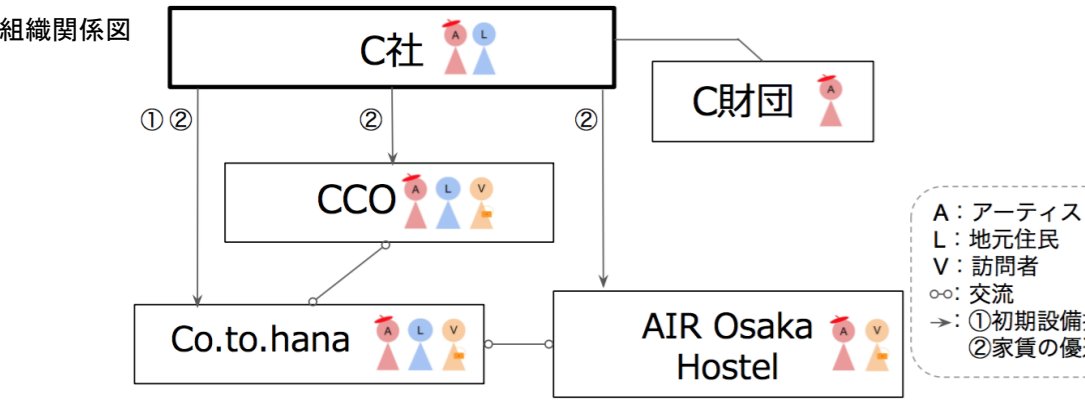 組織関係図
C社 A L
C財団 A
① ②
②
②
CCO A L V
Co.to.hana A L V
AIR Osaka A V
Hostel
A:アーティス
L:地元住民
V:訪問者
:交流
:①初期設備
②家賃の優